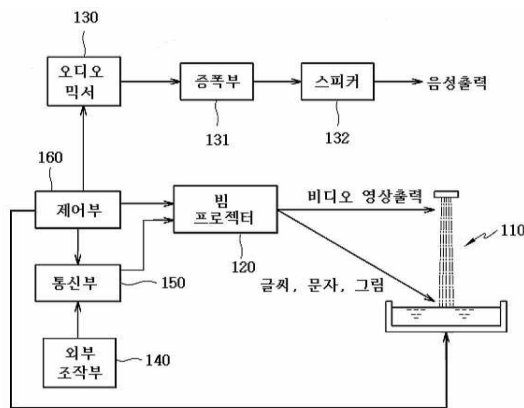 130
오디오
믹서
증폭부
131
스피커
132
음성출력
160
제어부
빔
프로젝터
120
비디오 영상출력
110
통신부
150
글씨, 문자, 그림
외부
조작부
140